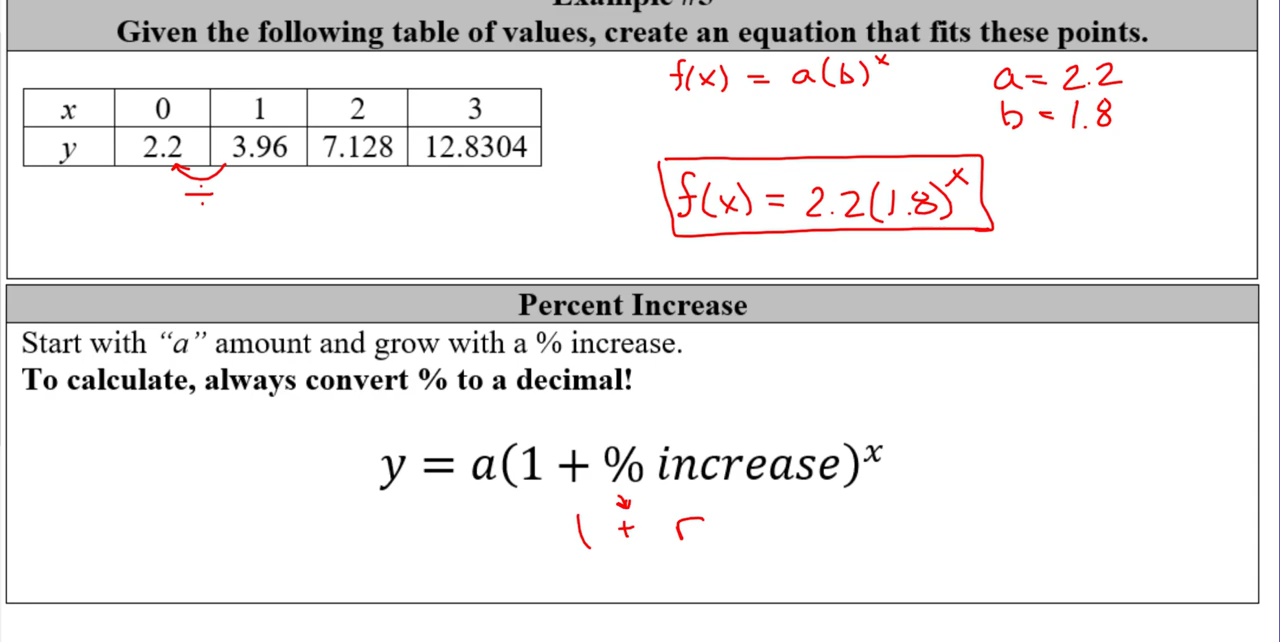 Given the following table of values, create an equation that fits these points.
f(x) = a(b)ˣ a = 2.2
b = 1.8
x 0 1 2 3
y 2.2 3.96 7.128 12.8304
÷
f(x) = 2.2(1.8)ˣ
Percent Increase
Start with “a” amount and grow with a % increase.
To calculate, always convert % to a decimal!
y = a(1 + % increase)ˣ
1 + r